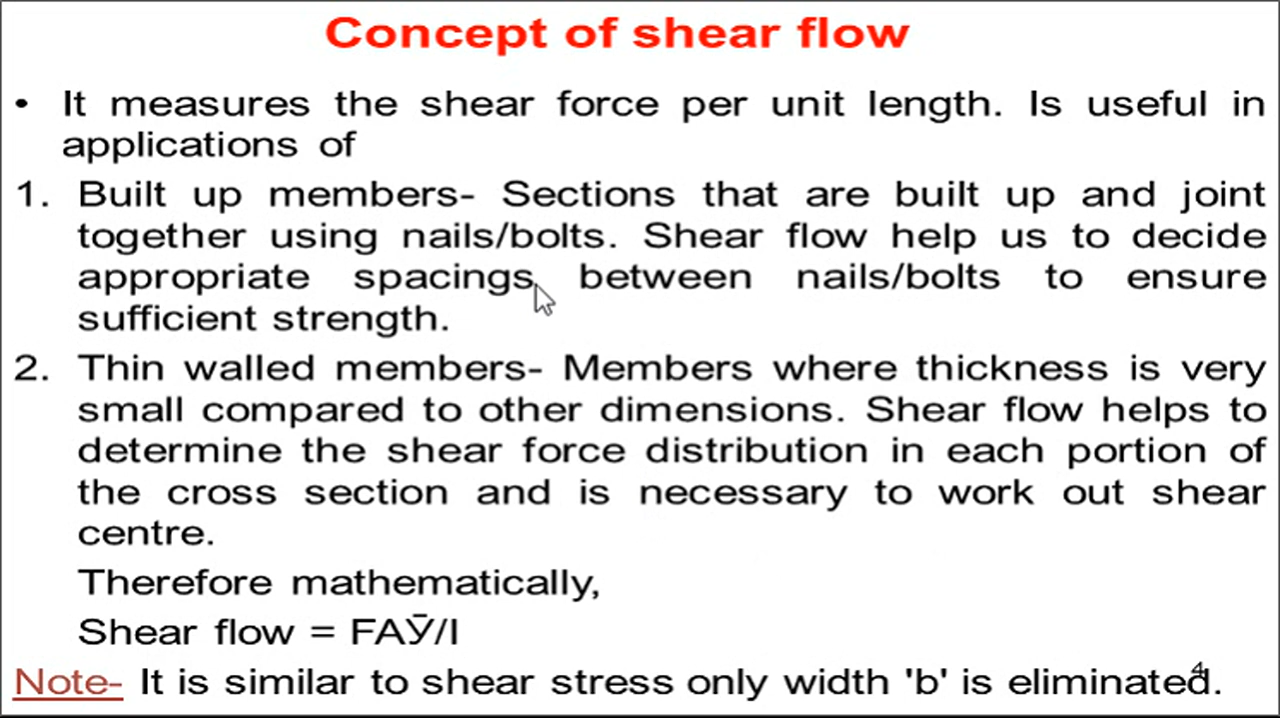 Concept of shear flow
• It measures the shear force per unit length. Is useful in
applications of
1. Built up members- Sections that are built up and joint
together using nails/bolts. Shear flow help us to decide
appropriate spacings between nails/bolts to ensure
sufficient strength.
2. Thin walled members- Members where thickness is very
small compared to other dimensions. Shear flow helps to
determine the shear force distribution in each portion of
the cross section and is necessary to work out shear
centre.
Therefore mathematically,
Shear flow = FAȲ/I
Note- It is similar to shear stress only width 'b' is eliminated.
4